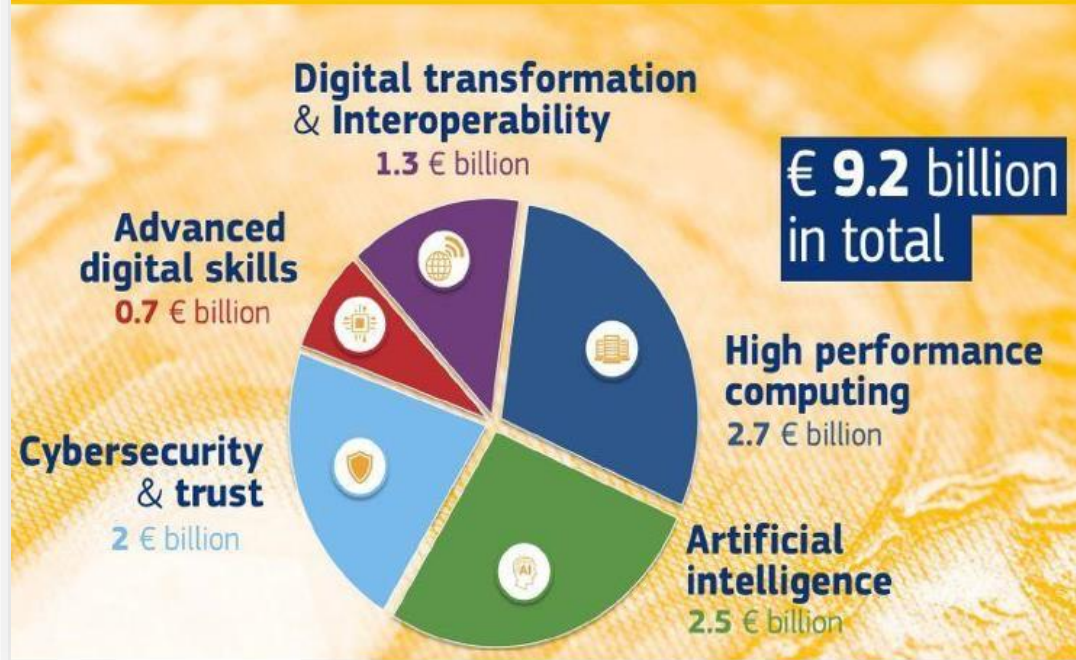 Digital transformation
& Interoperability
1.3 € billion
€ 9.2 billion
in total
Advanced
digital skills
0.7 € billion
High performance
computing
2.7 € billion
Cybersecurity
& trust
2 € billion
Artificial
intelligence
2.5 € billion
AI